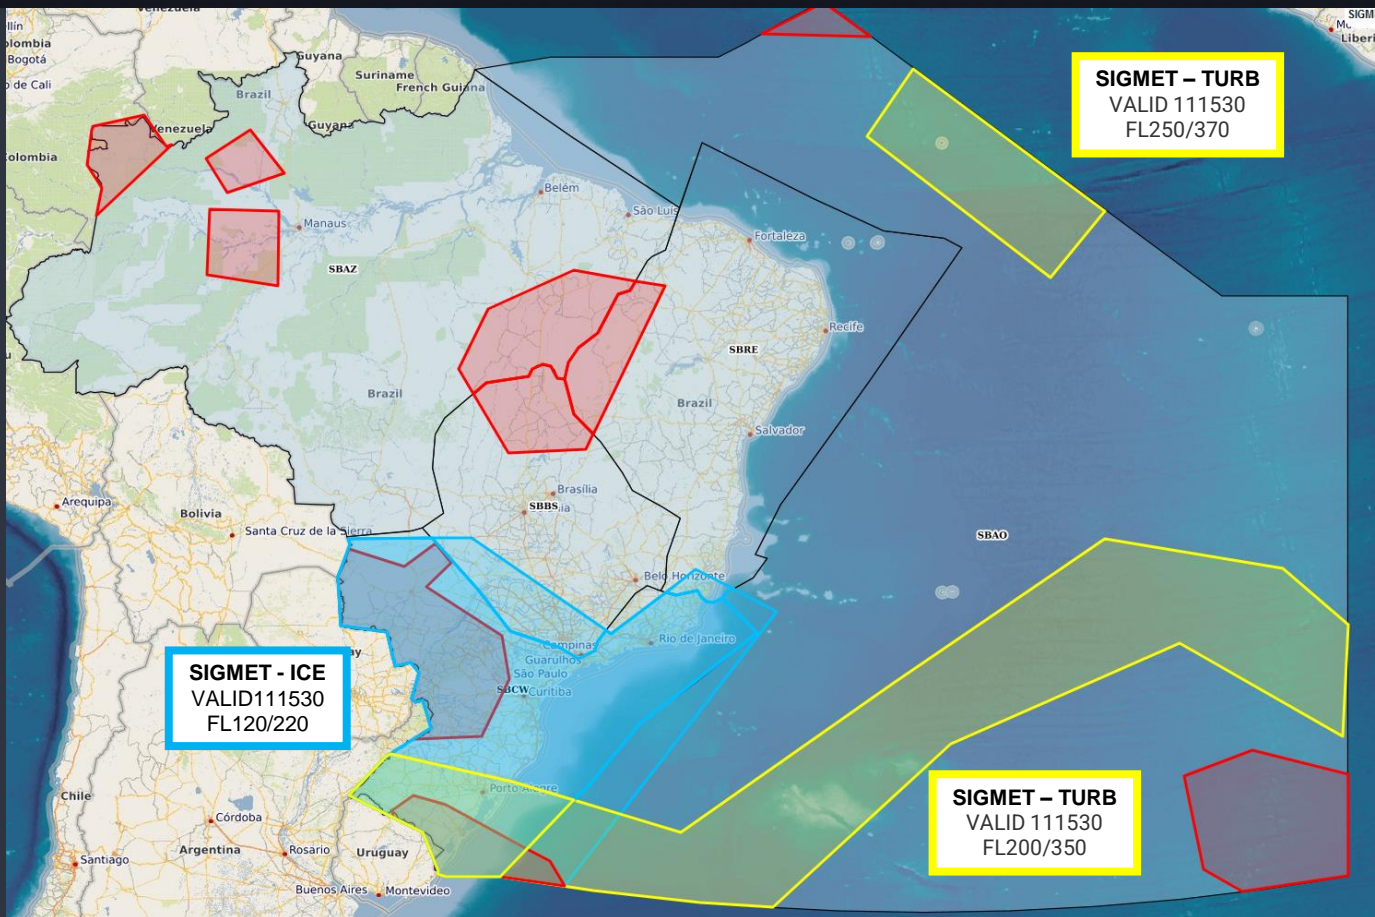 SIGM
Liberi
Bogotá
Guyana
Suriname
French Guiana
Brazil
Venezuela
Guyana
SIGMET – TURB
VALID 111530
FL250/370
Belém
São Luis
Manaus
Fortaleza
SBAZ
Recife
SBRE
Brazil
Brazil
Salvador
Arequipa
Brasília
SBBS
Bolivia
Santa Cruz de la Sierra
SBAO
Belo Horizonte
Rio de Janeiro
Campinas
Guarulhos
São Paulo
SBCW
Curitiba
SIGMET - ICE
VALID111530
FL120/220
Porto Alegre
Chile
SIGMET – TURB
VALID 111530
FL200/350
Córdoba
Argentina
Rosario
Uruguay
Santiago
Buenos Aires
Montevideo